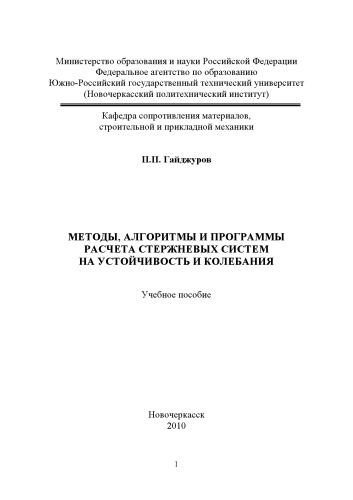 Министерство образования и науки Российской Федерации
Федеральное агентство по образованию
Южно-Российский государственный технический университет
(Новочеркасский политехнический институт)
Кафедра сопротивления материалов,
строительной и прикладной механики
П.П. Гайджуров
МЕТОДЫ, АЛГОРИТМЫ И ПРОГРАММЫ
РАСЧЕТА СТЕРЖНЕВЫХ СИСТЕМ
НА УСТОЙЧИВОСТЬ И КОЛЕБАНИЯ
Учебное пособие
Новочеркасск
2010
1